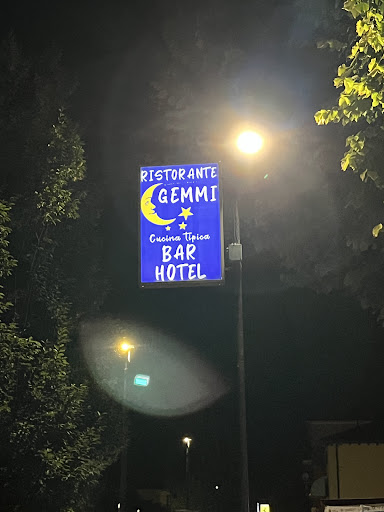 RISTORANTE
GEMMI
Cucina Tipica
BAR
HOTEL